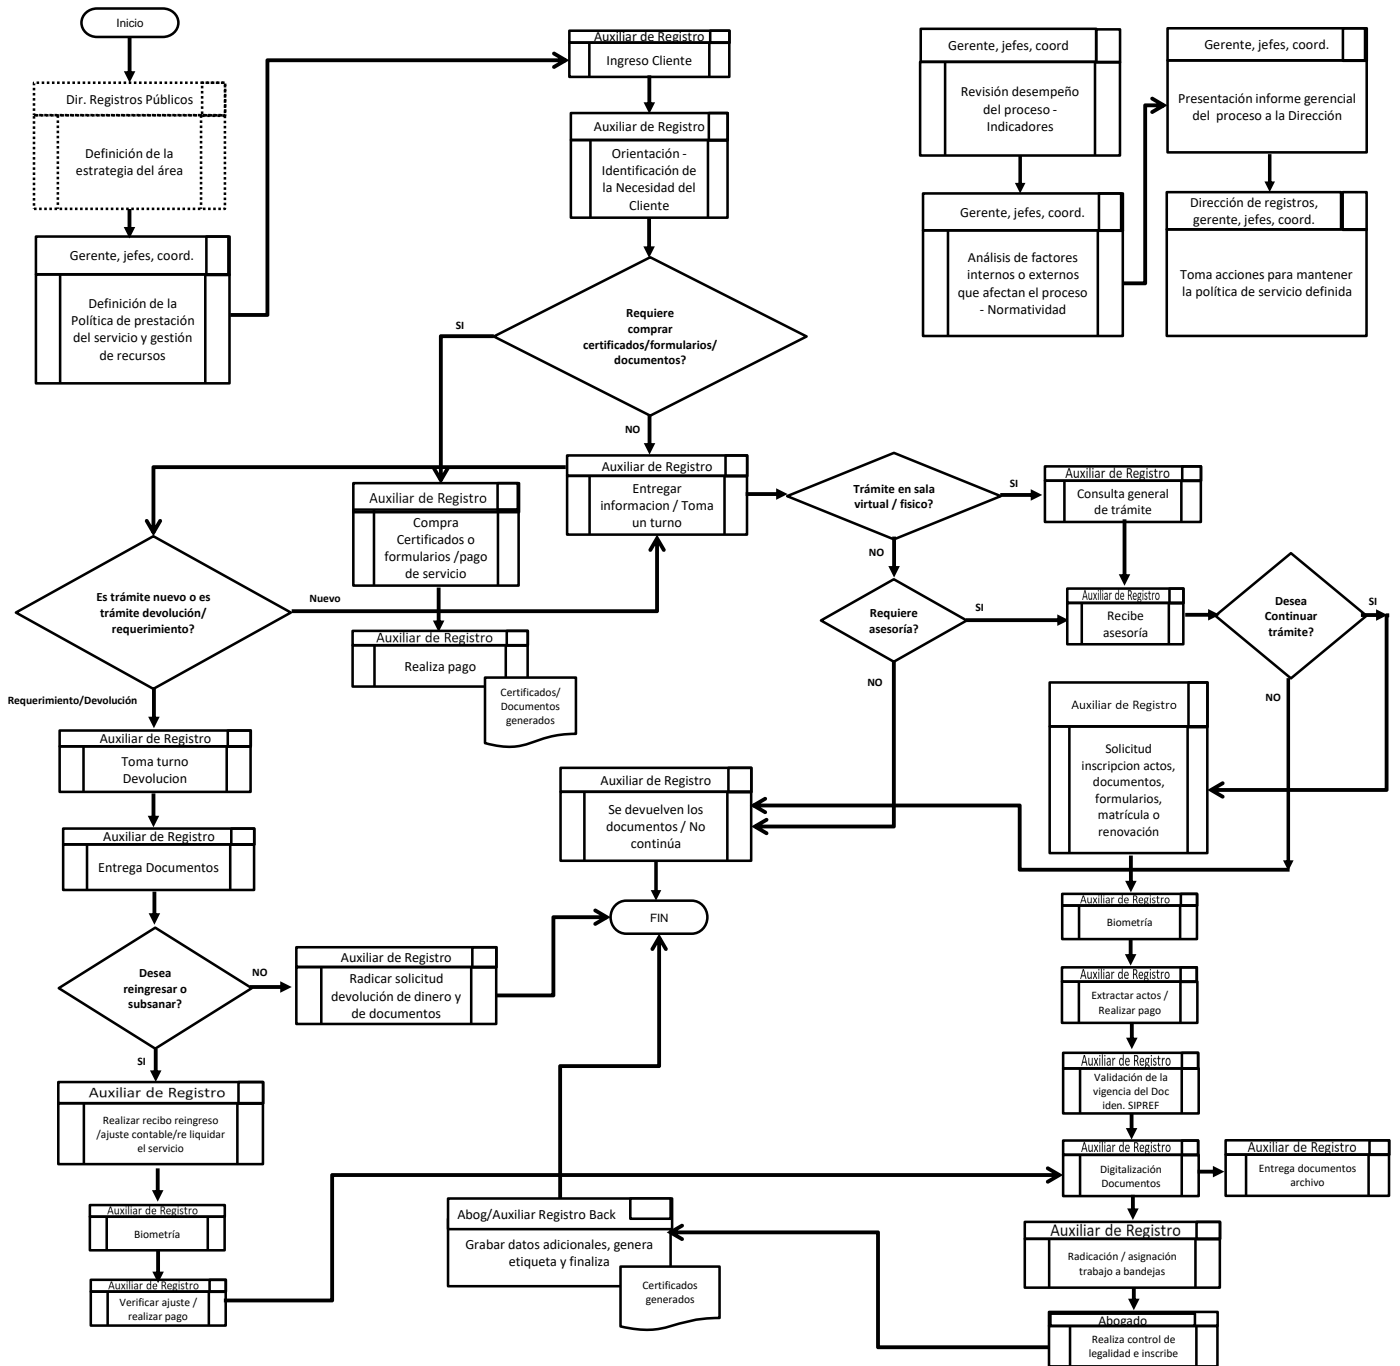 Inicio
Dir. Registros Públicos
Definición de la
estrategia del área
Gerente, jefes, coord.
Definición de la
Política de prestación
del servicio y gestión
de recursos
Auxiliar de Registro
Ingreso Cliente
Auxiliar de Registro
Orientación -
Identificación de
la Necesidad del
Cliente
Requiere
comprar
certificados/formularios/
documentos?
SI
NO
Gerente, jefes, coord
Revisión desempeño
del proceso -
Indicadores
Gerente, jefes, coord.
Análisis de factores
internos o externos
que afectan el proceso
- Normatividad
Gerente, jefes, coord.
Presentación informe gerencial
del proceso a la Dirección
Dirección de registros,
gerente, jefes, coord.
Toma acciones para mantener
la política de servicio definida
Auxiliar de Registro
Entregar
informacion / Toma
un turno
Auxiliar de Registro
Compra
Certificados o
formularios /pago
de servicio
Auxiliar de Registro
Realiza pago
Certificados/
Documentos
generados
Trámite en sala
virtual / fisico?
SI
NO
Auxiliar de Registro
Consulta general
de trámite
Requiere
asesoría?
SI
NO
Auxiliar de Registro
Recibe
asesoría
Desea
Continuar
trámite?
SI
NO
Es trámite nuevo o es
trámite devolución/
requerimiento?
Nuevo
Requerimiento/Devolución
Auxiliar de Registro
Toma turno
Devolucion
Auxiliar de Registro
Entrega Documentos
Desea
reingresar o
subsanar?
NO
SI
Auxiliar de Registro
Radicar solicitud
devolución de dinero y
de documentos
Auxiliar de Registro
Se devuelven los
documentos / No
continúa
FIN
Auxiliar de Registro
Solicitud
inscripcion actos,
documentos,
formularios,
matrícula o
renovación
Auxiliar de Registro
Biometría
Auxiliar de Registro
Extractar actos /
Realizar pago
Auxiliar de Registro
Validación de la
vigencia del Doc
iden. SIPREF
Auxiliar de Registro
Digitalización
Documentos
Auxiliar de Registro
Entrega documentos
archivo
Auxiliar de Registro
Radicación / asignación
trabajo a bandejas
Abogado
Realiza control de
legalidad e inscribe
Auxiliar de Registro
Realizar recibo reingreso
/ajuste contable/re liquidar
el servicio
Auxiliar de Registro
Biometría
Auxiliar de Registro
Verificar ajuste /
realizar pago
Abog/Auxiliar Registro Back
Grabar datos adicionales, genera
etiqueta y finaliza
Certificados
generados